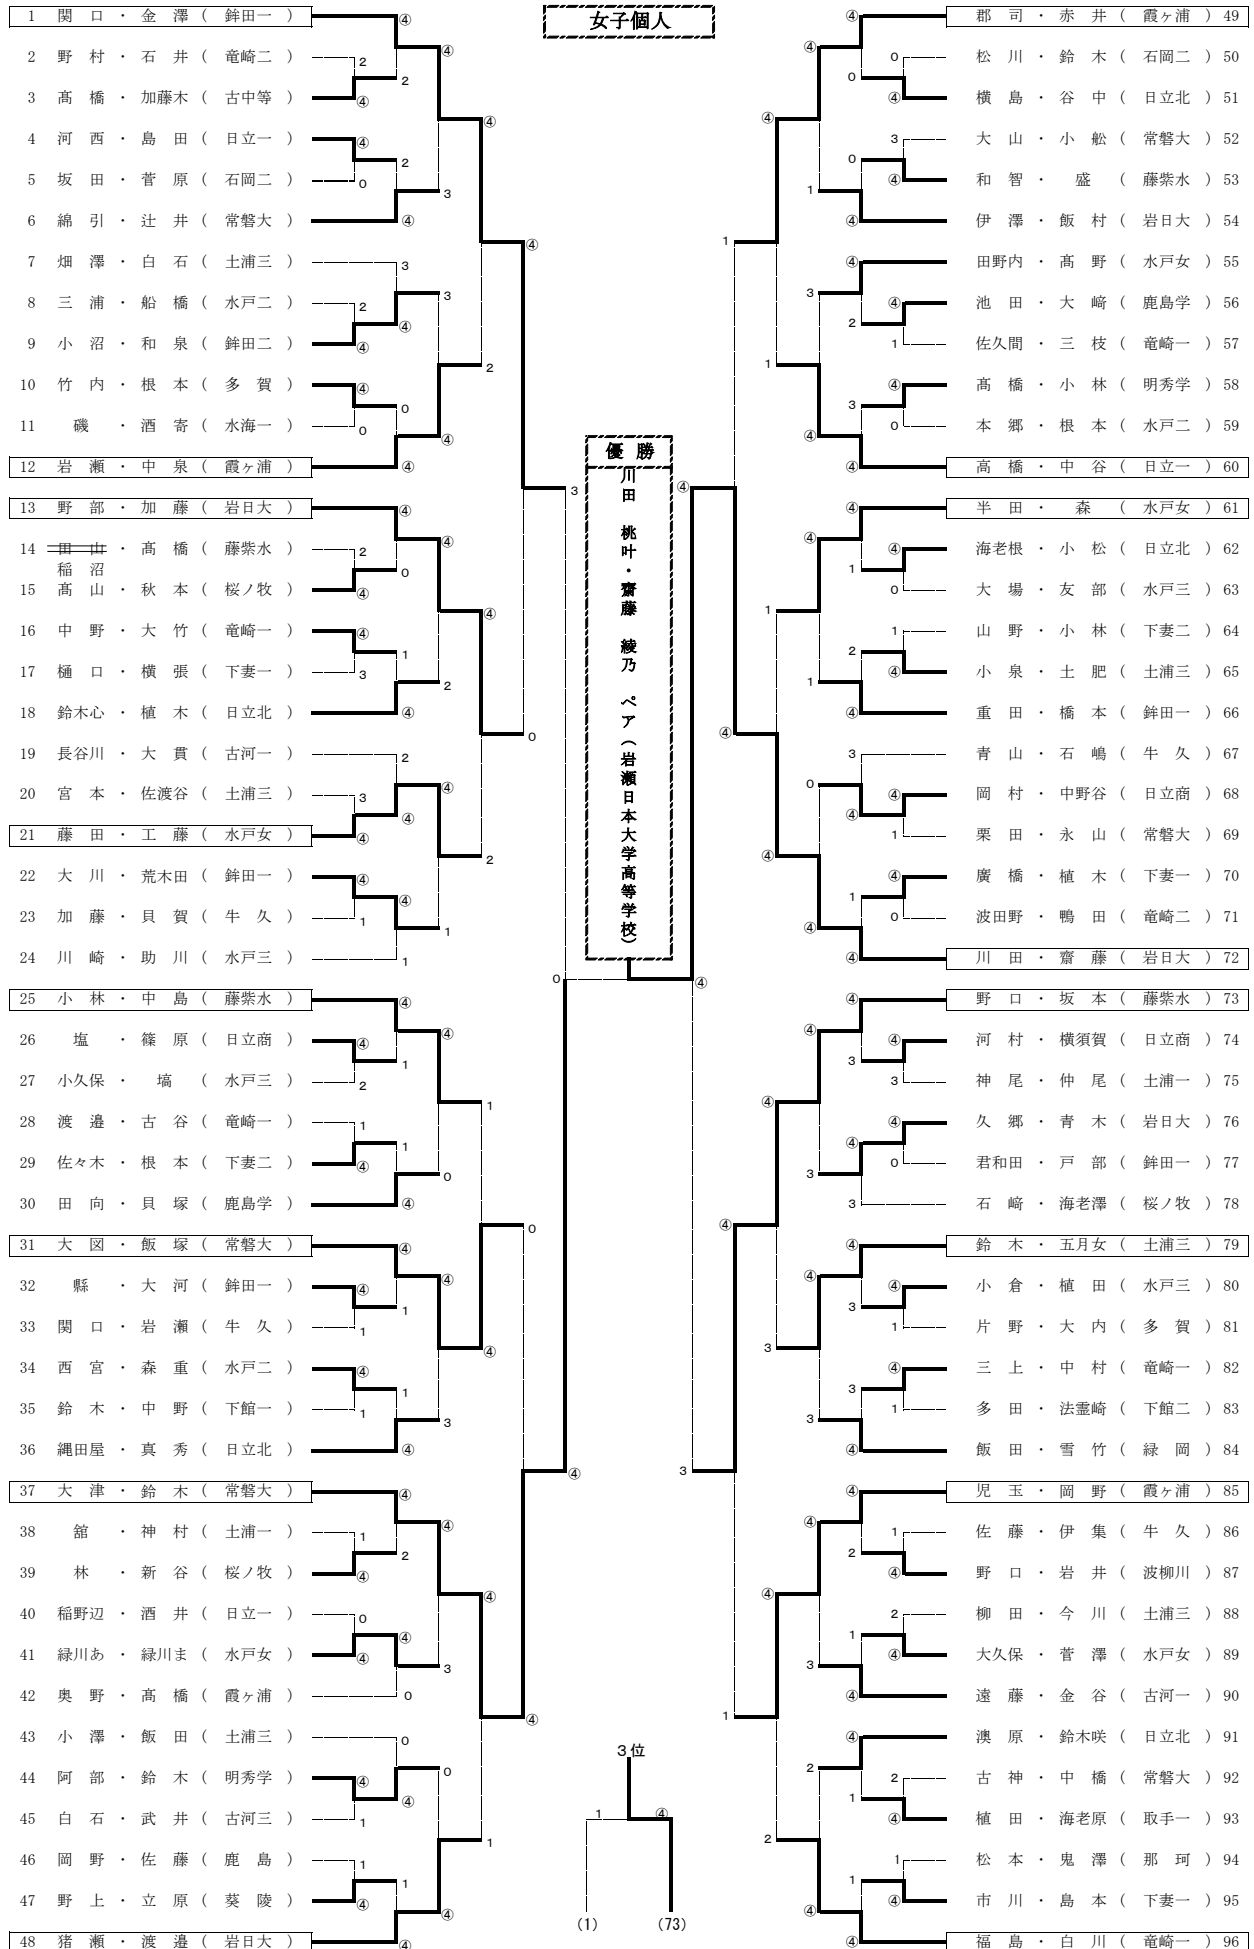 女子個人
1 関 口 ・ 金 澤 ( 鉾田一 )
2 野 村 ・ 石 井 ( 竜崎二 )
3 髙 橋 ・ 加藤木 ( 古中等 )
4 河 西 ・ 島 田 ( 日立一 )
5 坂 田 ・ 菅 原 ( 石岡二 )
6 綿 引 ・ 辻 井 ( 常磐大 )
7 畑 澤 ・ 白 石 ( 土浦三 )
8 三 浦 ・ 船 橋 ( 水戸二 )
9 小 沼 ・ 和 泉 ( 鉾田二 )
10 竹 内 ・ 根 本 ( 多 賀 )
11 磯 ・ 酒 寄 ( 水海一 )
12 岩 瀬 ・ 中 泉 ( 霞ヶ浦 )
13 野 部 ・ 加 藤 ( 岩日大 )
14 田 山 ・ 髙 橋 ( 藤紫水 )
稲 沼
15 髙 山 ・ 秋 本 ( 桜ノ牧 )
16 中 野 ・ 大 竹 ( 竜崎一 )
17 樋 口 ・ 横 張 ( 下妻一 )
18 鈴木心 ・ 植 木 ( 日立北 )
19 長谷川 ・ 大 貫 ( 古河一 )
20 宮 本 ・ 佐渡谷 ( 土浦三 )
21 藤 田 ・ 工 藤 ( 水戸女 )
22 大 川 ・ 荒木田 ( 鉾田一 )
23 加 藤 ・ 貝 賀 ( 牛 久 )
24 川 崎 ・ 助 川 ( 水戸三 )
25 小 林 ・ 中 島 ( 藤紫水 )
26 塩 ・ 篠 原 ( 日立商 )
27 小久保 ・ 塙 ( 水戸三 )
28 渡 邉 ・ 古 谷 ( 竜崎一 )
29 佐々木 ・ 根 本 ( 下妻二 )
30 田 向 ・ 貝 塚 ( 鹿島学 )
31 大 図 ・ 飯 塚 ( 常磐大 )
32 縣 ・ 大 河 ( 鉾田一 )
33 関 口 ・ 岩 瀬 ( 牛 久 )
34 西 宮 ・ 森 重 ( 水戸二 )
35 鈴 木 ・ 中 野 ( 下館一 )
36 縄田屋 ・ 真 秀 ( 日立北 )
37 大 津 ・ 鈴 木 ( 常磐大 )
38 舘 ・ 神 村 ( 土浦一 )
39 林 ・ 新 谷 ( 桜ノ牧 )
40 稲野辺 ・ 酒 井 ( 日立一 )
41 緑川あ ・ 緑川ま ( 水戸女 )
42 奥 野 ・ 髙 橋 ( 霞ヶ浦 )
43 小 澤 ・ 飯 田 ( 土浦三 )
44 阿 部 ・ 鈴 木 ( 明秀学 )
45 白 石 ・ 武 井 ( 古河三 )
46 岡 野 ・ 佐 藤 ( 鹿 島 )
47 野 上 ・ 立 原 ( 葵 陵 )
48 猪 瀬 ・ 渡 邉 ( 岩日大 )
優 勝
川田 桃叶・齋藤 綾乃 ペア(岩瀬日本大学高等学校)
3位
1 ④
(1) (73)
郡 司 ・ 赤 井 ( 霞ヶ浦 ) 49
松 川 ・ 鈴 木 ( 石岡二 ) 50
横 島 ・ 谷 中 ( 日立北 ) 51
大 山 ・ 小 舩 ( 常磐大 ) 52
和 智 ・ 盛 ( 藤紫水 ) 53
伊 澤 ・ 飯 村 ( 岩日大 ) 54
田野内 ・ 髙 野 ( 水戸女 ) 55
池 田 ・ 大 﨑 ( 鹿島学 ) 56
佐久間 ・ 三 枝 ( 竜崎一 ) 57
髙 橋 ・ 小 林 ( 明秀学 ) 58
本 郷 ・ 根 本 ( 水戸二 ) 59
高 橋 ・ 中 谷 ( 日立一 ) 60
半 田 ・ 森 ( 水戸女 ) 61
海老根 ・ 小 松 ( 日立北 ) 62
大 場 ・ 友 部 ( 水戸三 ) 63
山 野 ・ 小 林 ( 下妻二 ) 64
小 泉 ・ 土 肥 ( 土浦三 ) 65
重 田 ・ 橋 本 ( 鉾田一 ) 66
青 山 ・ 石 嶋 ( 牛 久 ) 67
岡 村 ・ 中野谷 ( 日立商 ) 68
栗 田 ・ 永 山 ( 常磐大 ) 69
廣 橋 ・ 植 木 ( 下妻一 ) 70
波田野 ・ 鴨 田 ( 竜崎二 ) 71
川 田 ・ 齋 藤 ( 岩日大 ) 72
野 口 ・ 坂 本 ( 藤紫水 ) 73
河 村 ・ 横須賀 ( 日立商 ) 74
神 尾 ・ 仲 尾 ( 土浦一 ) 75
久 郷 ・ 青 木 ( 岩日大 ) 76
君和田 ・ 戸 部 ( 鉾田一 ) 77
石 﨑 ・ 海老澤 ( 桜ノ牧 ) 78
鈴 木 ・ 五月女 ( 土浦三 ) 79
小 倉 ・ 植 田 ( 水戸三 ) 80
片 野 ・ 大 内 ( 多 賀 ) 81
三 上 ・ 中 村 ( 竜崎一 ) 82
多 田 ・ 法霊崎 ( 下館二 ) 83
飯 田 ・ 雪 竹 ( 緑 岡 ) 84
児 玉 ・ 岡 野 ( 霞ヶ浦 ) 85
佐 藤 ・ 伊 集 ( 牛 久 ) 86
野 口 ・ 岩 井 ( 波柳川 ) 87
柳 田 ・ 今 川 ( 土浦三 ) 88
大久保 ・ 菅 澤 ( 水戸女 ) 89
遠 藤 ・ 金 谷 ( 古河一 ) 90
澳 原 ・ 鈴木咲 ( 日立北 ) 91
古 神 ・ 中 橋 ( 常磐大 ) 92
植 田 ・ 海老原 ( 取手一 ) 93
松 本 ・ 鬼 澤 ( 那 珂 ) 94
市 川 ・ 島 本 ( 下妻一 ) 95
福 島 ・ 白 川 ( 竜崎一 ) 96